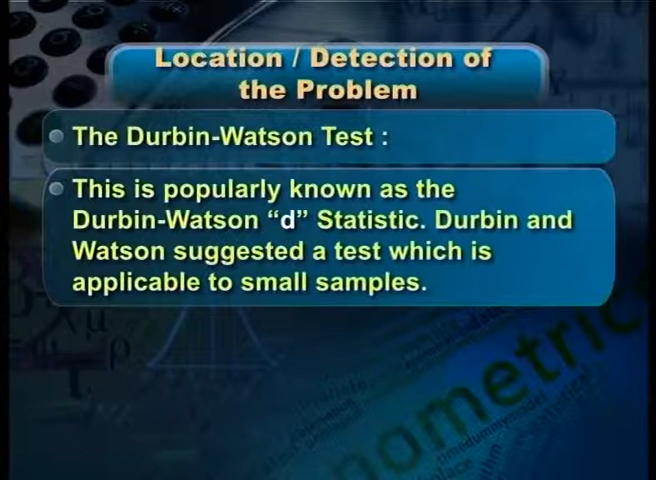 Location / Detection of
the Problem
The Durbin-Watson Test :
This is popularly known as the
Durbin-Watson “d” Statistic. Durbin and
Watson suggested a test which is
applicable to small samples.
nometrics